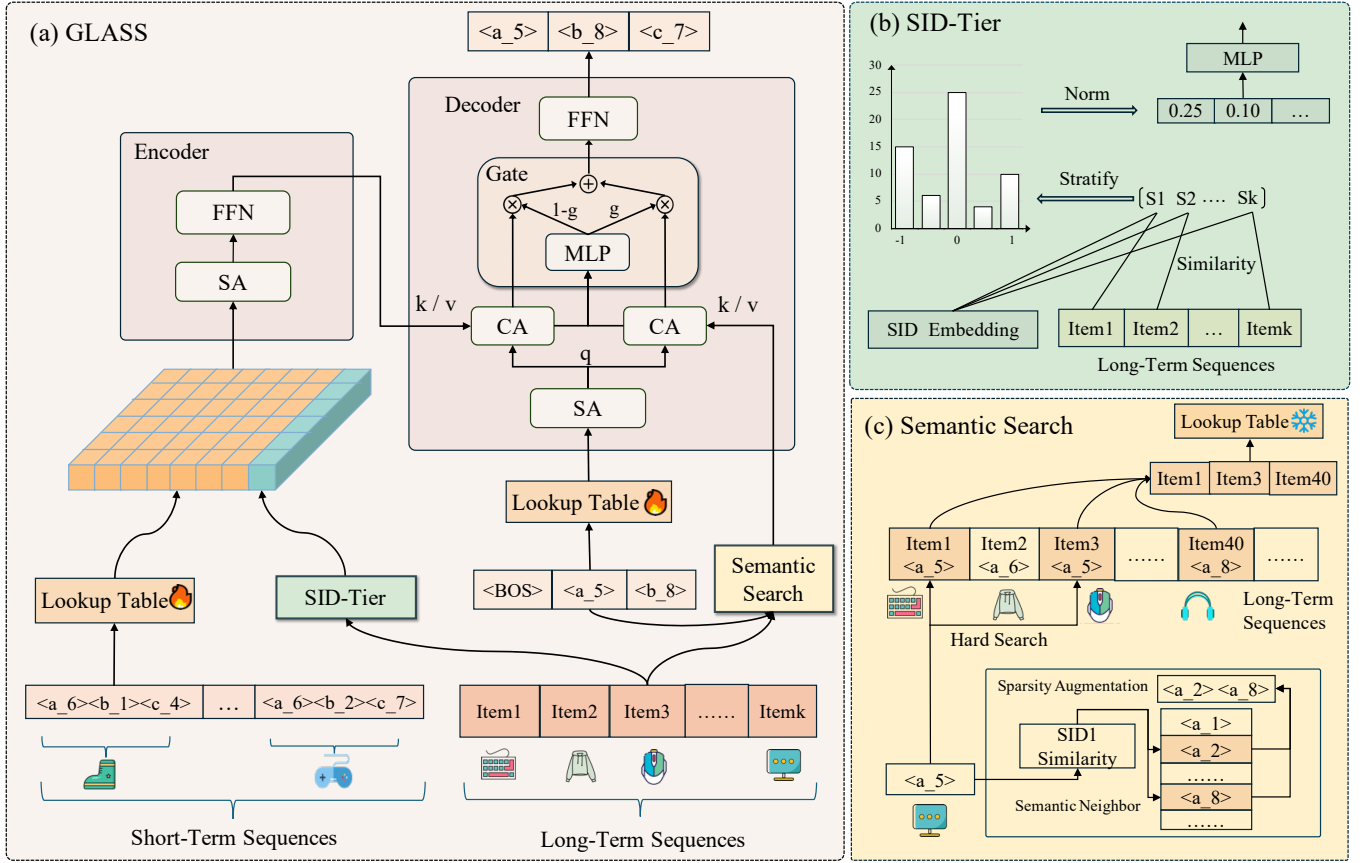 (a) GLASS
<a_5> <b_8> <c_7>
Decoder
FFN
Encoder
Gate
FFN
1-g g
MLP
SA
k / v k / v
CA CA
q
SA
Lookup Table
<BOS> <a_5> <b_8>
Semantic
Search
Lookup Table
SID-Tier
<a_6><b_1><c_4> … <a_6><b_2><c_7>
Item1 Item2 Item3 …… Itemk
Short-Term Sequences
Long-Term Sequences
(b) SID-Tier
30
25
20
15
10
5
0
-1 0 1
MLP
Norm
0.25 0.10 …
Stratify
S1 S2 …. Sk
Similarity
SID Embedding
Item1 Item2 … Itemk
Long-Term Sequences
(c) Semantic Search
Lookup Table
Item1 Item3 Item40
Item1 Item2 Item3 …… Item40 ……
<a_5> <a_6> <a_5> <a_8>
Long-Term
Sequences
Hard Search
Sparsity Augmentation
<a_2> <a_8>
<a_1>
SID1
Similarity
<a_2>
……
<a_5>
<a_8>
Semantic Neighbor
……